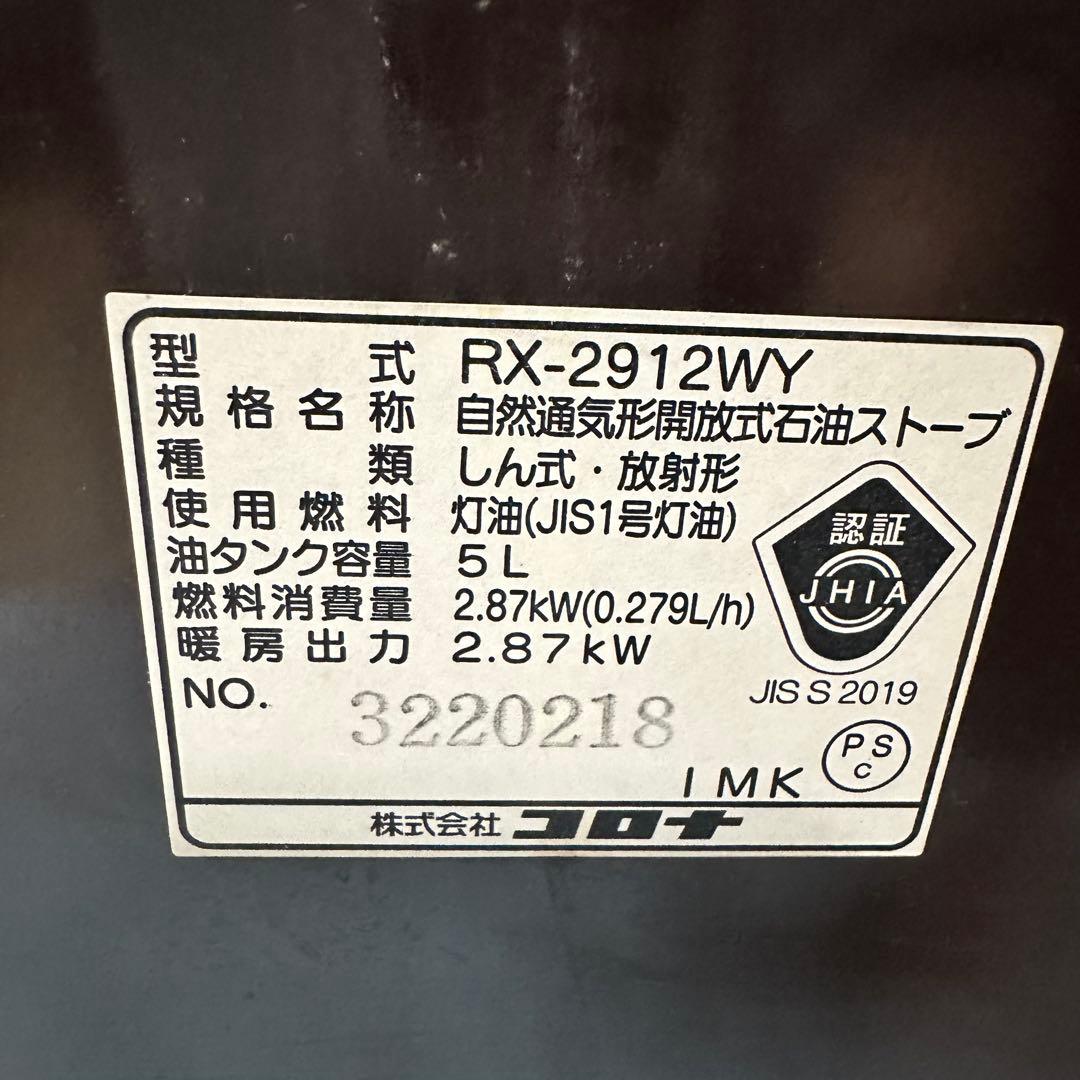 型式 RX-2912WY
規格名称 自然通気形開放式石油ストーブ
種類 しん式・放射形
使用燃料 灯油(JIS1号灯油)
油タンク容量 5L
燃料消費量 2.87kW(0.279L/h)
暖房出力 2.87kW
認証
JHIA
JIS S 2019
NO. 3220218
PS
C
IMK
株式会社 コロナ